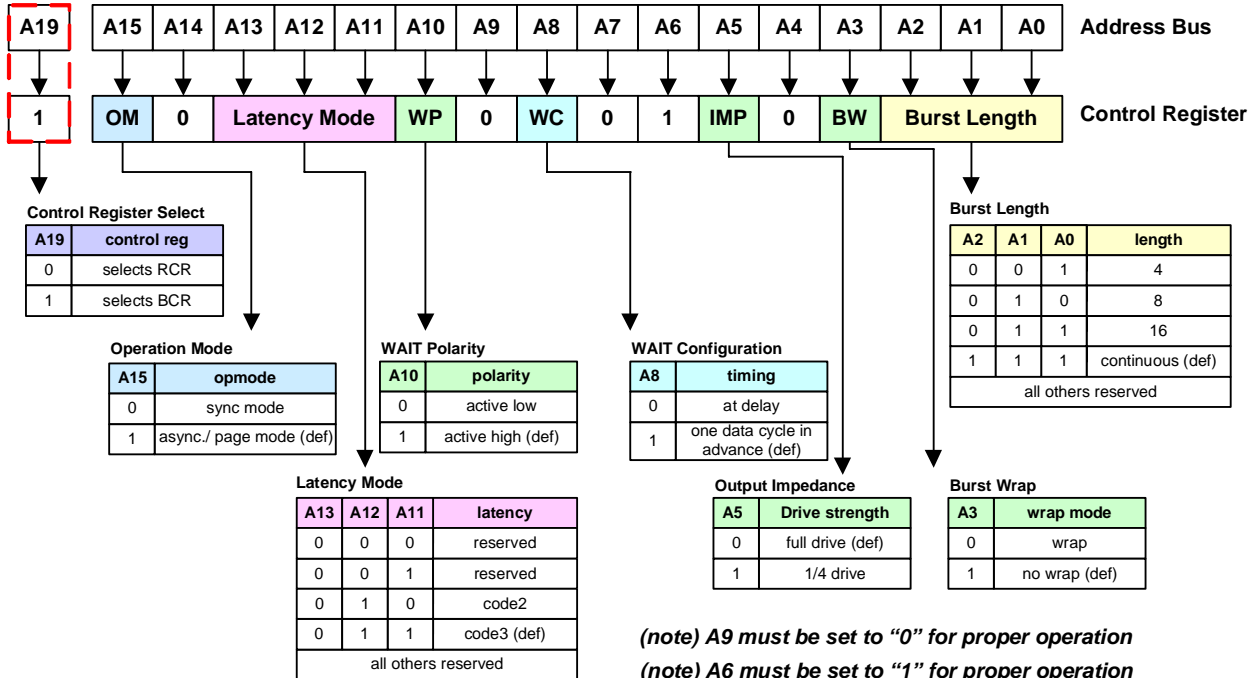 A19 A15 A14 A13 A12 A11 A10 A9 A8 A7 A6 A5 A4 A3 A2 A1 A0 Address Bus
1 OM 0 Latency Mode WP 0 WC 0 1 IMP 0 BW Burst Length Control Register
Control Register Select
A19 control reg
0 selects RCR
1 selects BCR
Burst Length
A2 A1 A0 length
0 0 1 4
0 1 0 8
0 1 1 16
1 1 1 continuous (def)
all others reserved
Operation Mode
A15 opmode
0 sync mode
1 async./ page mode (def)
WAIT Polarity
A10 polarity
0 active low
1 active high (def)
WAIT Configuration
A8 timing
0 at delay
1 one data cycle in
advance (def)
Latency Mode
A13 A12 A11 latency
0 0 0 reserved
0 0 1 reserved
0 1 0 code2
0 1 1 code3 (def)
all others reserved
Output Impedance
A5 Drive strength
0 full drive (def)
1 1/4 drive
Burst Wrap
A3 wrap mode
0 wrap
1 no wrap (def)
(note) A9 must be set to “0” for proper operation
(note) A6 must be set to “1” for proper operation